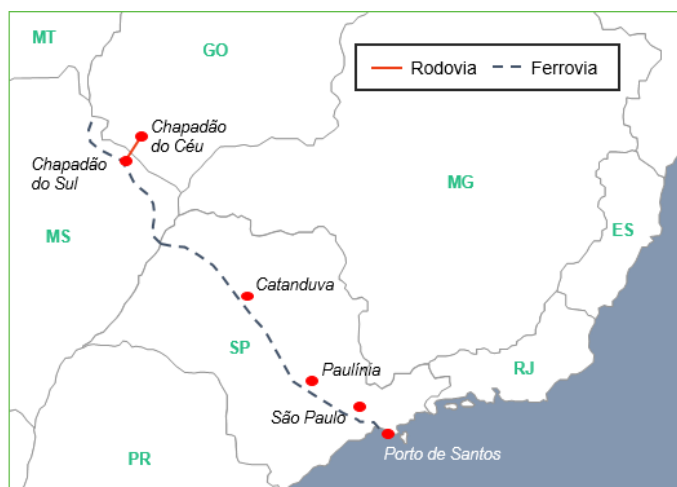 MT
GO
Rodovia
Ferrovia
Chapadão
do Céu
Chapadão
do Sul
MG
ES
MS
Catanduva
SP
Paulínia
RJ
São Paulo
Porto de Santos
PR